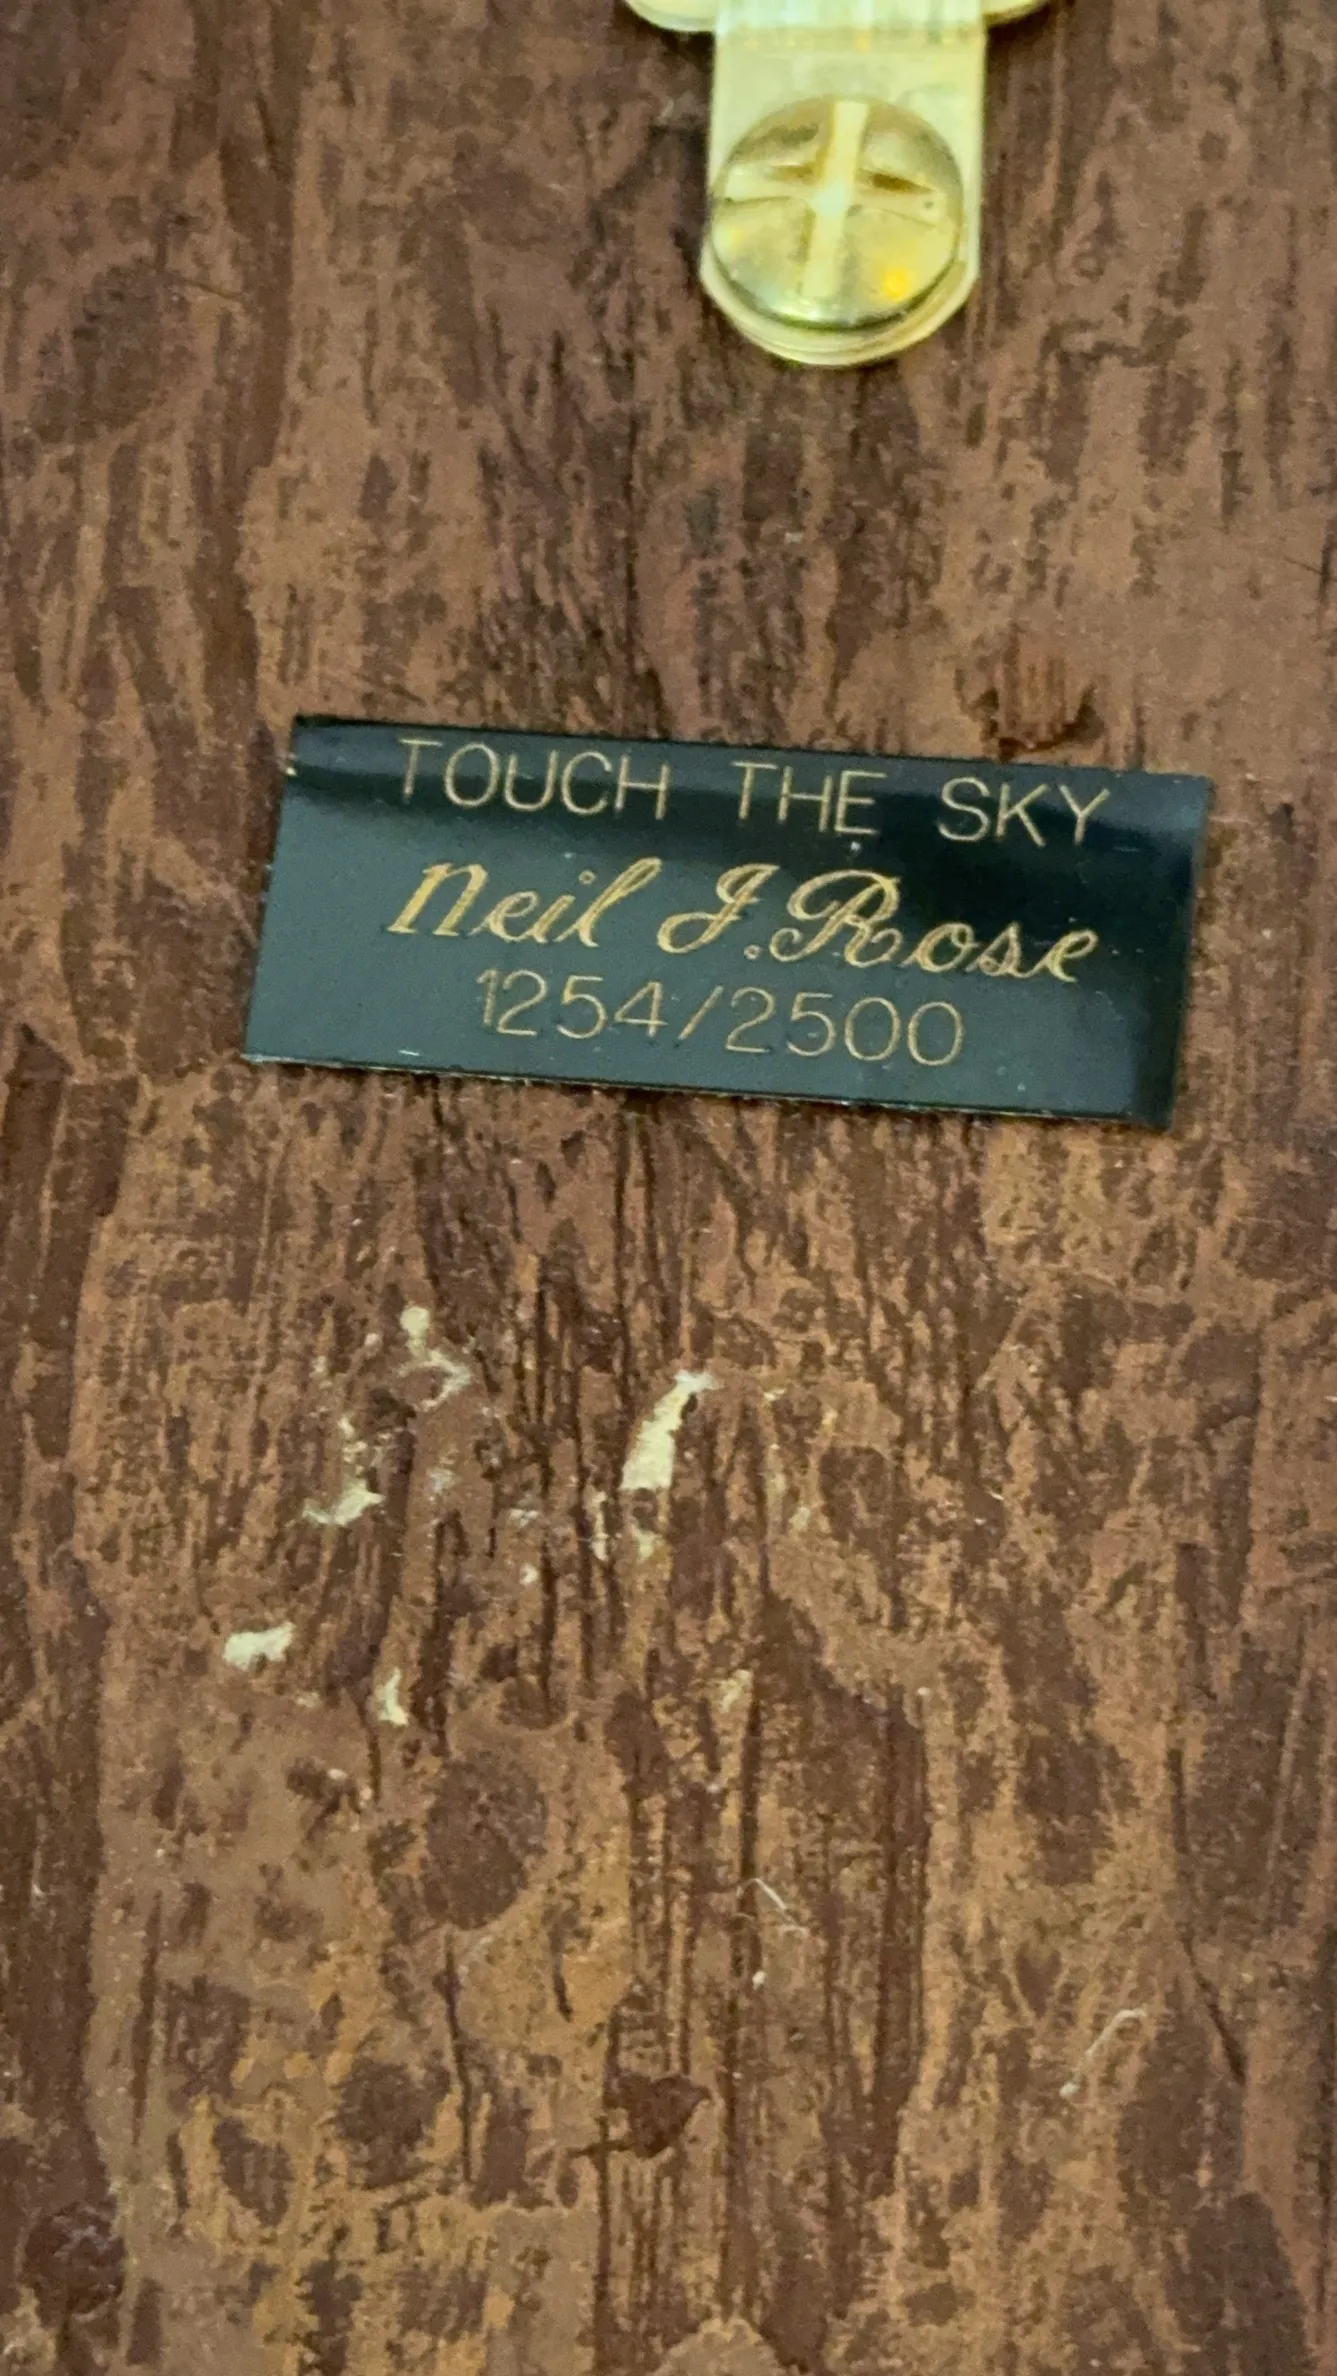 TOUCH THE SKY
Neil J. Rose
1254/2500